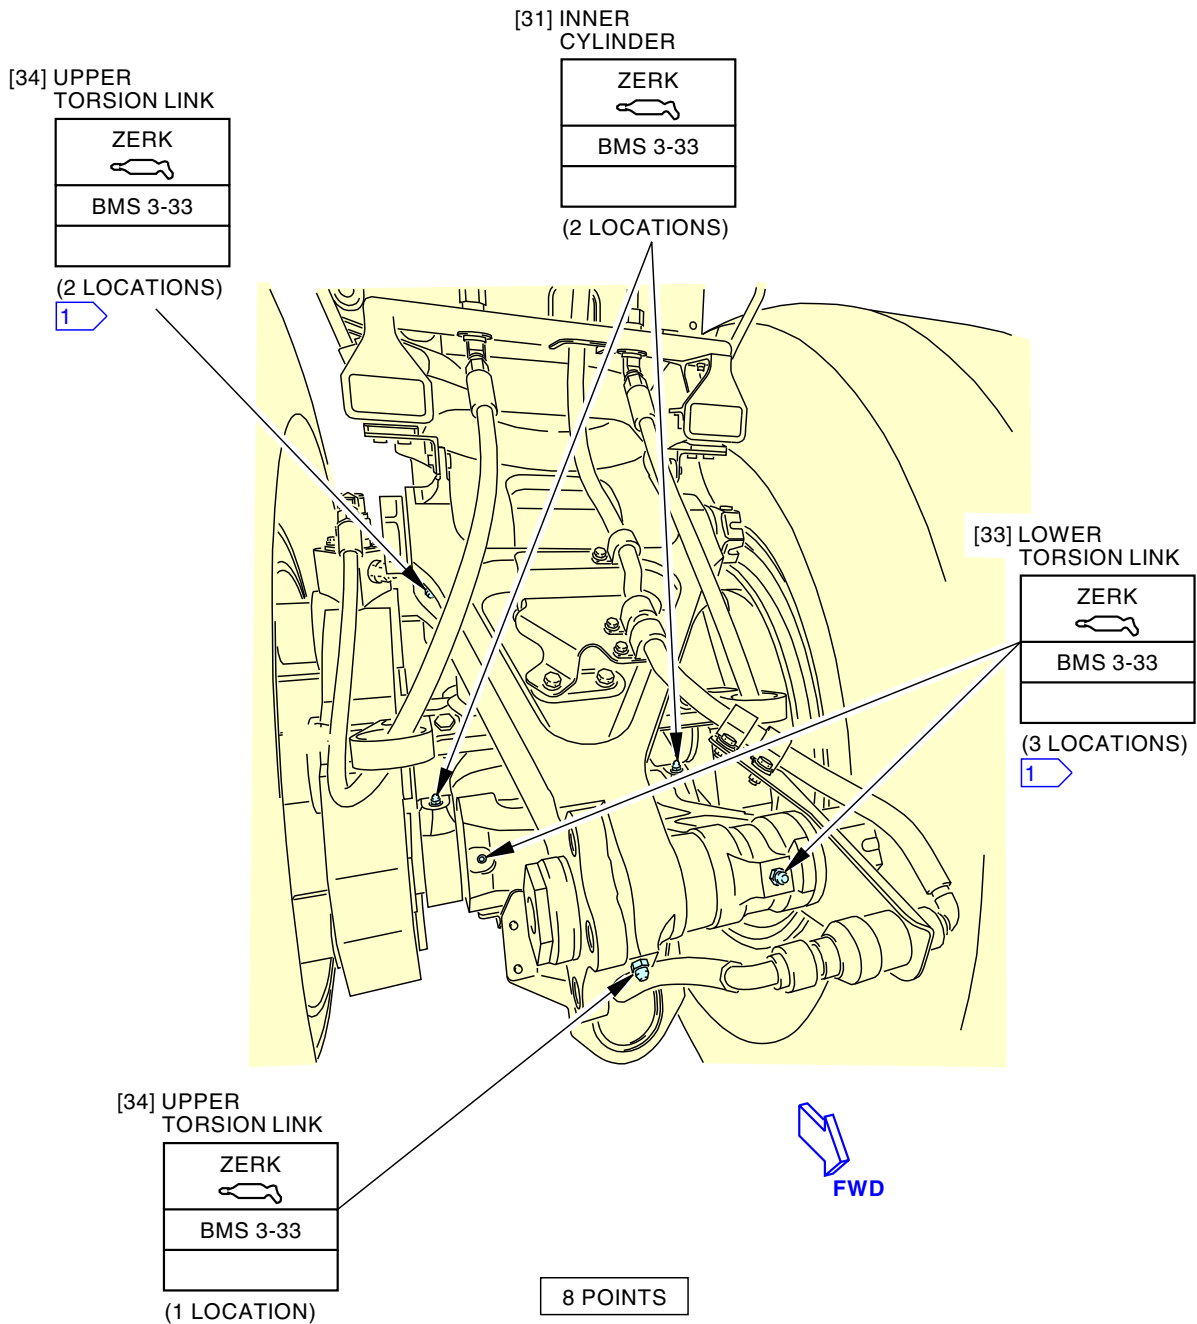 [31] INNER
CYLINDER
ZERK
BMS 3-33
(2 LOCATIONS)
[34] UPPER
TORSION LINK
ZERK
BMS 3-33
(2 LOCATIONS)
1
[33] LOWER
TORSION LINK
ZERK
BMS 3-33
(3 LOCATIONS)
1
[34] UPPER
TORSION LINK
ZERK
BMS 3-33
(1 LOCATION)
FWD
8 POINTS